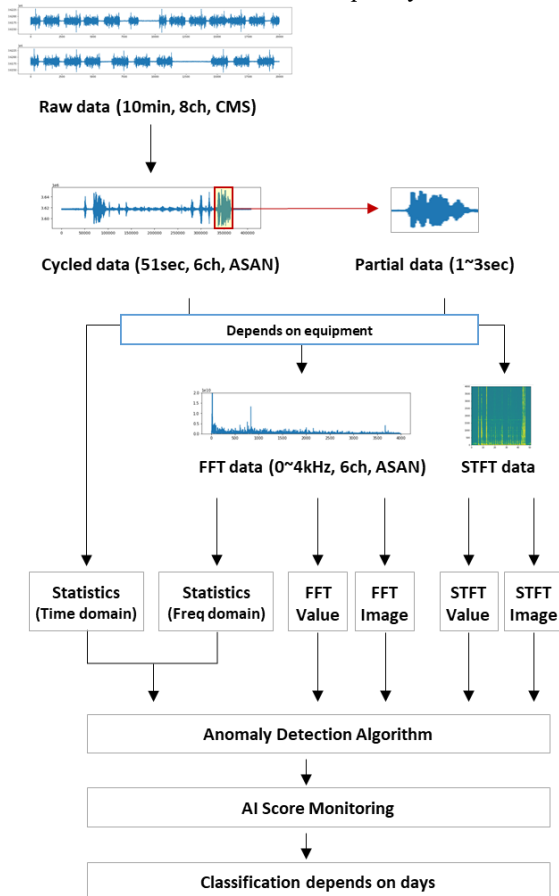 Raw data (10min, 8ch, CMS)
Cycled data (51sec, 6ch, ASAN)
Partial data (1~3sec)
Depends on equipment
FFT data (0~4kHz, 6ch, ASAN)
STFT data
Statistics
(Time domain)
Statistics
(Freq domain)
FFT
Value
FFT
Image
STFT
Value
STFT
Image
Anomaly Detection Algorithm
AI Score Monitoring
Classification depends on days